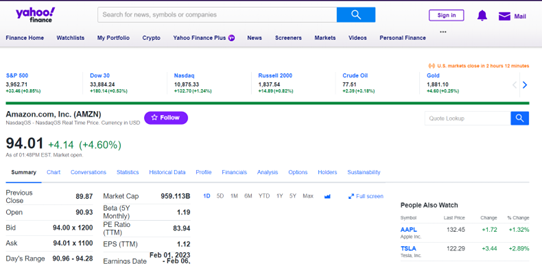 yahoo!
finance
Search for news, symbols or companies
Sign in
Mail
Finance Home Watchlists My Portfolio Crypto Yahoo Finance Plus News Screeners Markets Videos Personal Finance ...
U.S. markets close in 2 hours 12 minutes
S&P 500 Dow 30 Nasdaq Russell 2000 Crude Oil Gold
3,952.71 33,884.24 10,875.33 1,837.54 77.51 1,881.10
+33.46 (+0.85%) +180.14 (+0.53%) +132.70 (+1.24%) +14.89 (+0.82%) +2.39 (+3.18%) +4.60 (+0.25%)
Amazon.com, Inc. (AMZN)
NasdaqGS - NasdaqGS Real Time Price. Currency in USD
Follow
Quote Lookup
94.01 +4.14 (+4.60%)
As of 01:48PM EST. Market open.
Summary Chart Conversations Statistics Historical Data Profile Financials Analysis Options Holders Sustainability
Previous Close 89.87
Open 90.93
Bid 94.00 x 1200
Ask 94.01 x 1100
Day's Range 90.96 - 94.28
Market Cap 959.113B
Beta (5Y Monthly) 1.19
PE Ratio (TTM) 83.94
EPS (TTM) 1.12
Earnings Date Feb 01, 2023 - Feb 06,
1D 5D 1M 6M YTD 1Y 5Y Max Full screen
People Also Watch
Symbol Last Price Change % Change
AAPL 132.45 +1.72 +1.32%
Apple Inc.
TSLA 122.29 +3.44 +2.89%
Tesla, Inc.